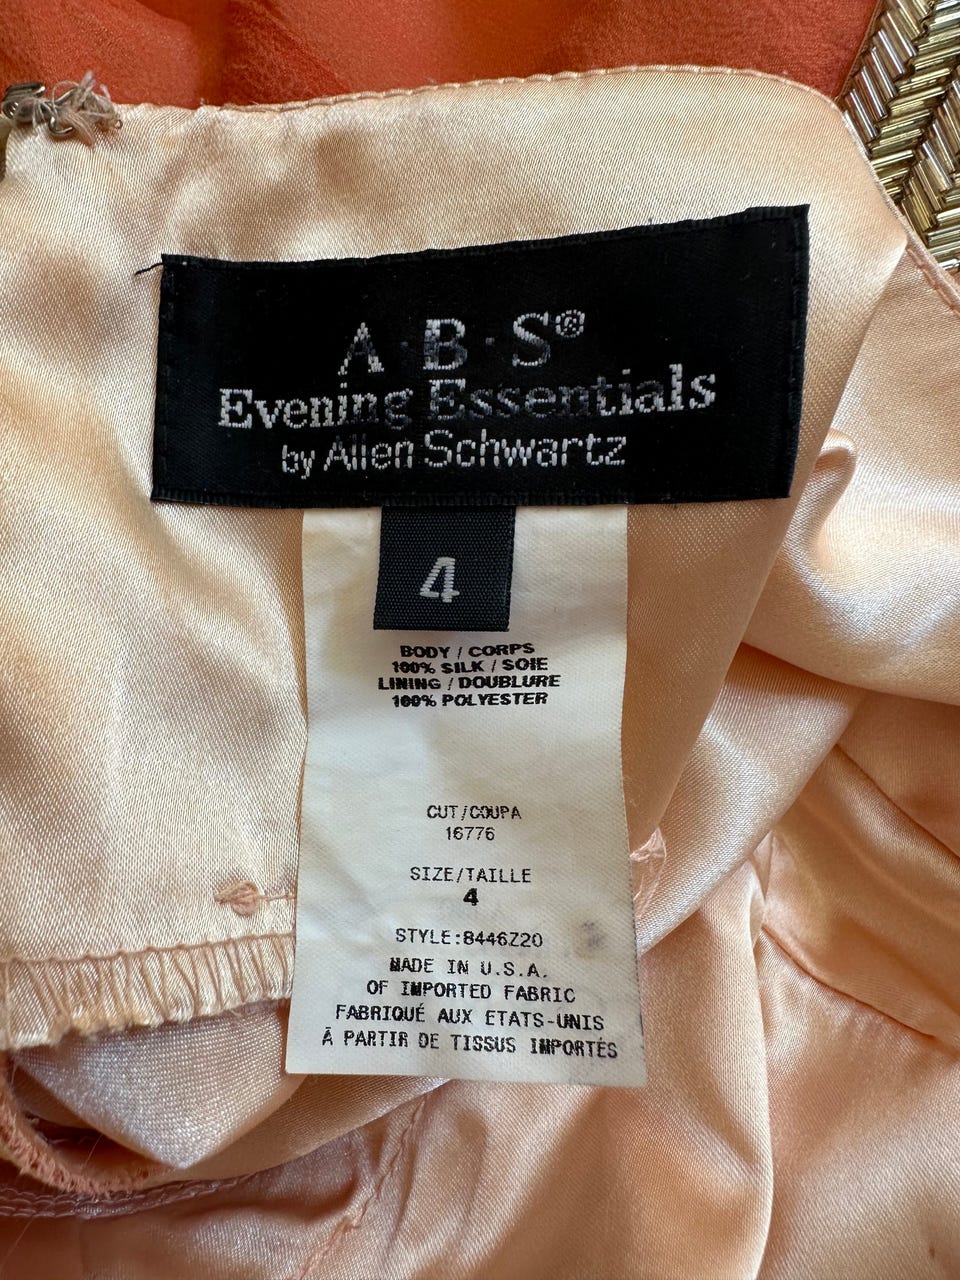 A·B·S®
Evening Essentials
by Allen Schwartz
4
BODY / CORPS
100% SILK / SOIE
LINING / DOUBLURE
100% POLYESTER
CUT/COUPA
16776
SIZE/TAILLE
4
STYLE:8446Z20
MADE IN U.S.A.
OF IMPORTED FABRIC
FABRIQUÉ AUX ETATS-UNIS
À PARTIR DE TISSUS IMPORTÉS